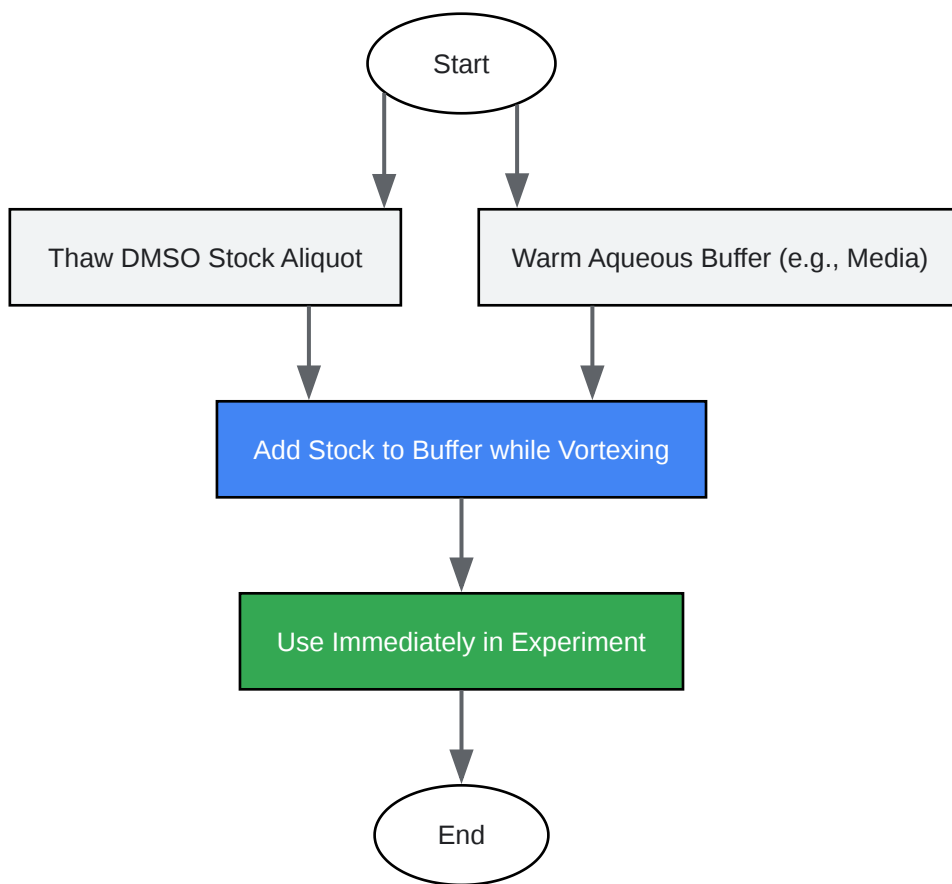 Start
Thaw DMSO Stock Aliquot
Warm Aqueous Buffer (e.g., Media)
Add Stock to Buffer while Vortexing
Use Immediately in Experiment
End